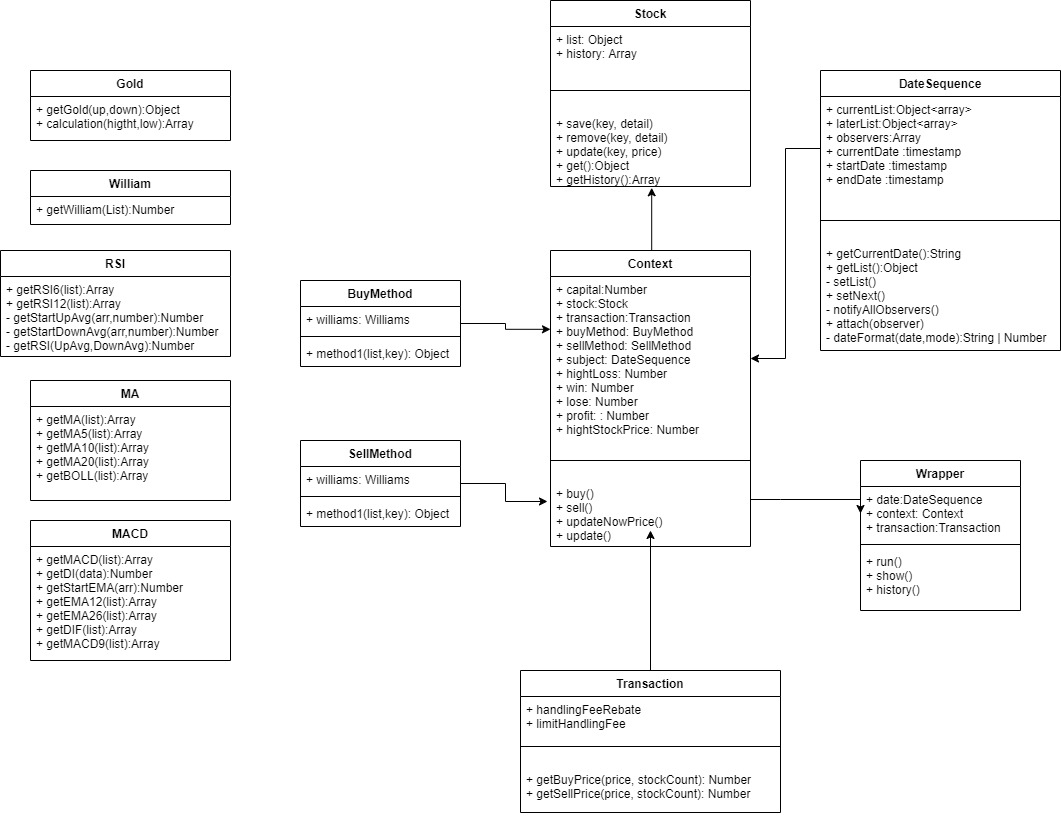 Stock
+ list: Object
+ history: Array
+ save(key, detail)
+ remove(key, detail)
+ update(key, price)
+ get():Object
+ getHistory():Array
Gold
+ getGold(up,down):Object
+ calculation(higtht,low):Array
William
+ getWilliam(List):Number
RSI
+ getRSI6(list):Array
+ getRSI12(list):Array
- getStartUpAvg(arr,number):Number
- getStartDownAvg(arr,number):Number
- getRSI(UpAvg,DownAvg):Number
MA
+ getMA(list):Array
+ getMA5(list):Array
+ getMA10(list):Array
+ getMA20(list):Array
+ getBOLL(list):Array
MACD
+ getMACD(list):Array
+ getDI(data):Number
+ getStartEMA(arr):Number
+ getEMA12(list):Array
+ getEMA26(list):Array
+ getDIF(list):Array
+ getMACD9(list):Array
BuyMethod
+ williams: Williams
+ method1(list,key): Object
SellMethod
+ williams: Williams
+ method1(list,key): Object
Context
+ capital:Number
+ stock:Stock
+ transaction:Transaction
+ buyMethod: BuyMethod
+ sellMethod: SellMethod
+ subject: DateSequence
+ hightLoss: Number
+ win: Number
+ lose: Number
+ profit: : Number
+ hightStockPrice: Number
+ buy()
+ sell()
+ updateNowPrice()
+ update()
DateSequence
+ currentList:Object<array>
+ laterList:Object<array>
+ observers:Array
+ currentDate :timestamp
+ startDate :timestamp
+ endDate :timestamp
+ getCurrentDate():String
+ getList():Object
- setList()
+ setNext()
- notifyAllObservers()
+ attach(observer)
- dateFormat(date,mode):String | Number
Wrapper
+ date:DateSequence
+ context: Context
+ transaction:Transaction
+ run()
+ show()
+ history()
Transaction
+ handlingFeeRebate
+ limitHandlingFee
+ getBuyPrice(price, stockCount): Number
+ getSellPrice(price, stockCount): Number